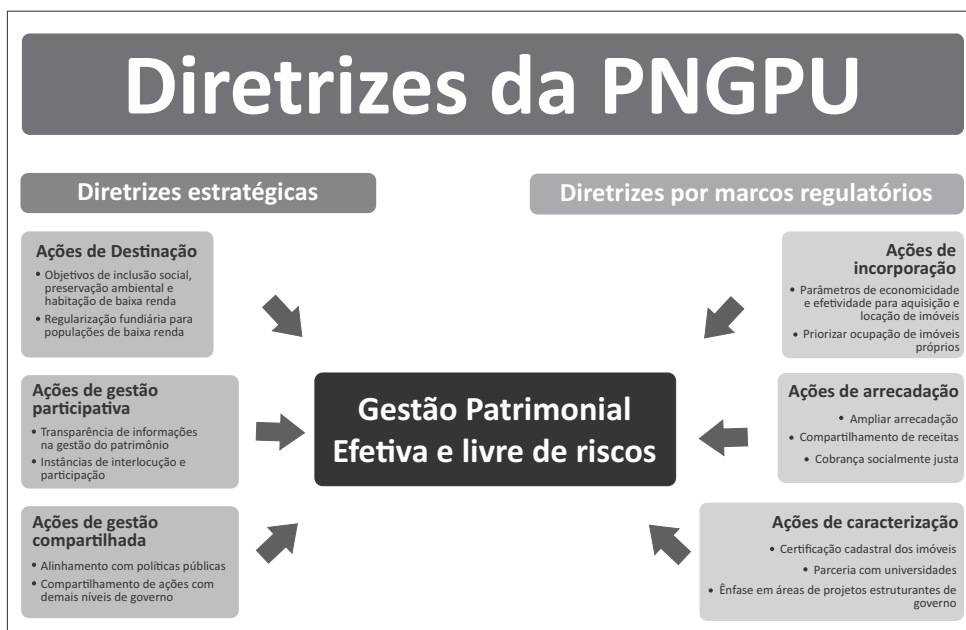 Diretrizes da PNGPU
Diretrizes estratégicas
Ações de Destinação
• Objetivos de inclusão social,
preservação ambiental e
habitação de baixa renda
• Regularização fundiária para
populações de baixa renda
Ações de gestão
participativa
• Transparência de informações
na gestão do patrimônio
• Instâncias de interlocução e
participação
Ações de gestão
compartilhada
• Alinhamento com políticas públicas
• Compartilhamento de ações com
demais níveis de governo
Gestão Patrimonial
Efetiva e livre de riscos
Diretrizes por marcos regulatórios
Ações de
incorporação
• Parâmetros de economicidade
e efetividade para aquisição e
locação de imóveis
• Priorizar ocupação de imóveis
próprios
Ações de arrecadação
• Ampliar arrecadação
• Compartilhamento de receitas
• Cobrança socialmente justa
Ações de caracterização
• Certificação cadastral dos imóveis
• Parceria com universidades
• Ênfase em áreas de projetos estruturantes de
governo